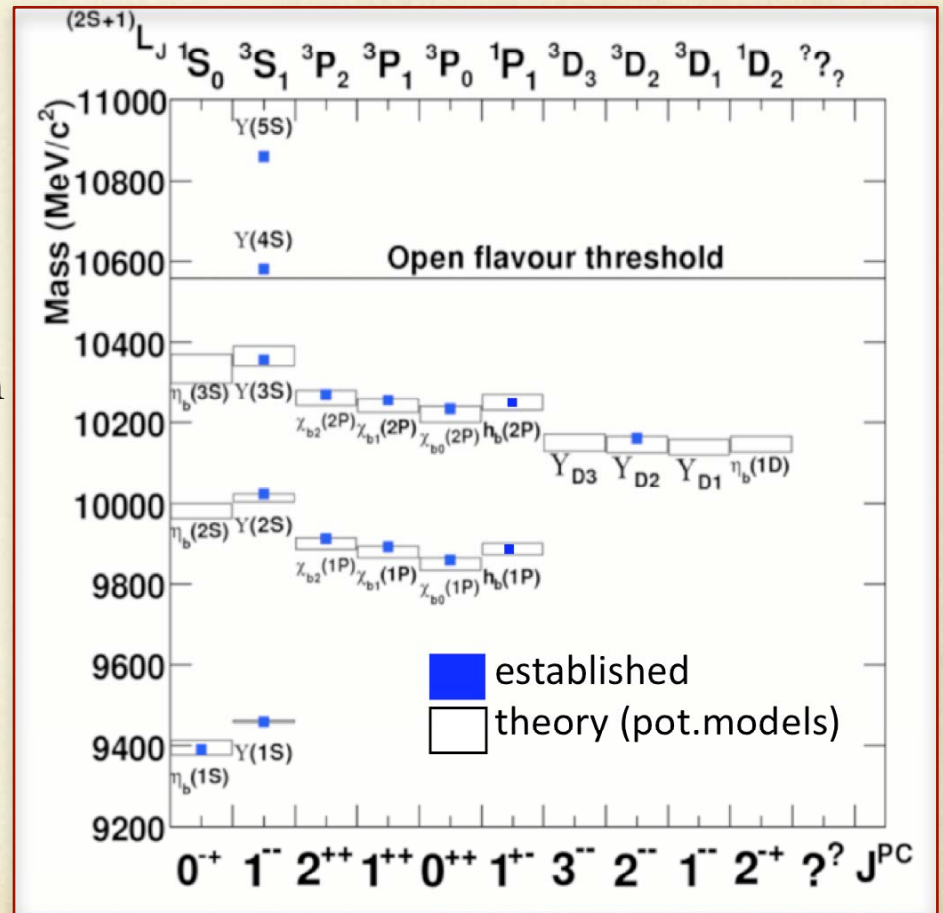 (2S+1)L_J ¹S₀ ³S₁ ³P₂ ³P₁ ³P₀ ¹P₁ ³D₃ ³D₂ ³D₁ ¹D₂ ??�?
Mass (MeV/c²)
11000
Υ(5S)
10800
Υ(4S)
10600
Open flavour threshold
10400
η_b(3S) Υ(3S)
χ_b2(2P) χ_b1(2P) χ_b0(2P) h_b(2P)
10200
Υ_D3 Υ_D2 Υ_D1 η_b(1D)
10000
η_b(2S) Υ(2S)
χ_b2(1P) χ_b1(1P) χ_b0(1P) h_b(1P)
9800
9600
established
theory (pot.models)
9400
Υ(1S)
η_b(1S)
9200
0⁻⁺ 1⁻⁻ 2⁺⁺ 1⁺⁺ 0⁺⁺ 1⁺⁻ 3⁻⁻ 2⁻⁻ 1⁻⁻ 2⁻⁺ ?^? J^PC